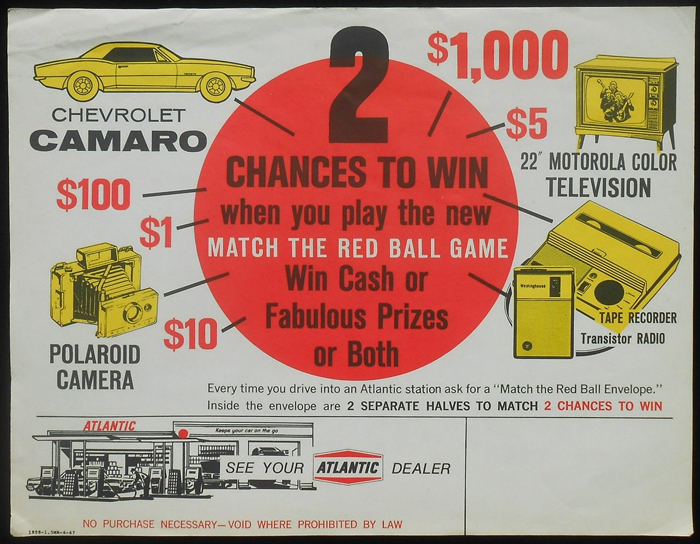 2
CHANCES TO WIN
when you play the new
MATCH THE RED BALL GAME
Win Cash or
Fabulous Prizes
or Both
CHEVROLET
CAMARO
$1,000
$5
22" MOTOROLA COLOR
TELEVISION
$100
$1
$10
POLAROID
CAMERA
Westinghouse
TAPE RECORDER
Transistor RADIO
Every time you drive into an Atlantic station ask for a "Match the Red Ball Envelope."
Inside the envelope are 2 SEPARATE HALVES TO MATCH 2 CHANCES TO WIN
ATLANTIC
Keeps your car on the go
SEE YOUR ATLANTIC DEALER
NO PURCHASE NECESSARY—VOID WHERE PROHIBITED BY LAW